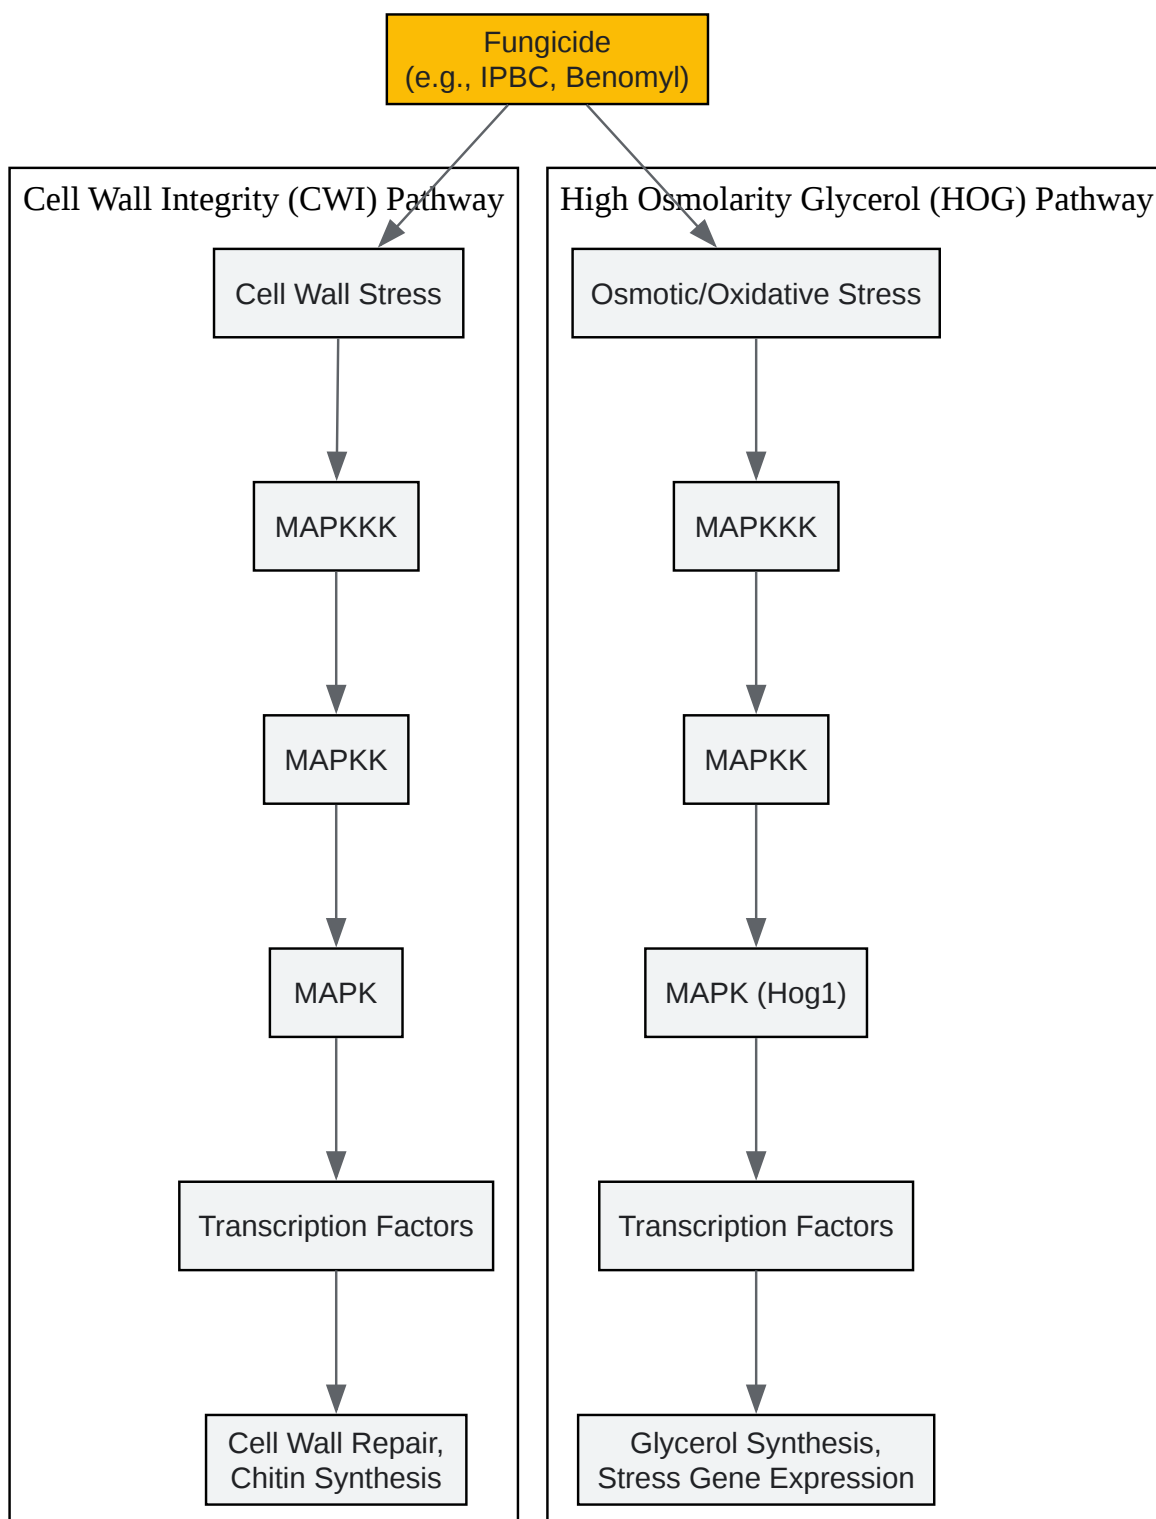 Fungicide
(e.g., IPBC, Benomyl)
Cell Wall Integrity (CWI) Pathway
Cell Wall Stress
MAPKKK
MAPKK
MAPK
Transcription Factors
Cell Wall Repair,
Chitin Synthesis
High Osmolarity Glycerol (HOG) Pathway
Osmotic/Oxidative Stress
MAPKKK
MAPKK
MAPK (Hog1)
Transcription Factors
Glycerol Synthesis,
Stress Gene Expression